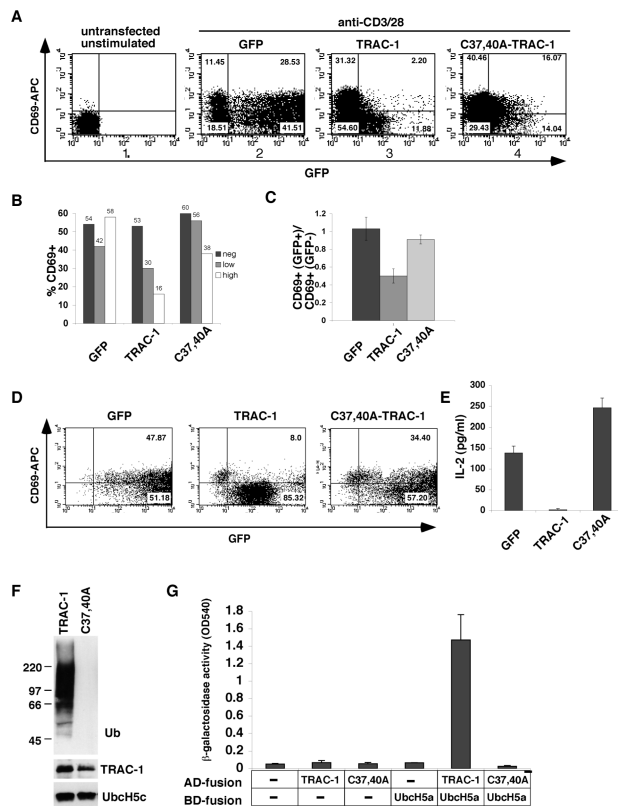 A
untransfected
unstimulated
anti-CD3/28
GFP
TRAC-1
C37,40A-TRAC-1
CD69-APC
11.45 28.53
18.51 41.51
31.32 2.20
54.60 11.88
40.46 16.07
29.43 14.04
1. 2 3 4
GFP
B
% CD69+
60
50
40
30
20
10
0
54 42 58
53 30 16
60 56 38
neg
low
high
GFP TRAC-1 C37,40A
C
CD69+ (GFP+)/
CD69+ (GFP-)
1.2
1
0.8
0.6
0.4
0.2
0
GFP TRAC-1 C37,40A
D
GFP TRAC-1 C37,40A-TRAC-1
CD69-APC
47.87 8.0 34.40
51.18 85.32 57.20
GFP
E
IL-2 (pg/ml)
300
250
200
150
100
50
0
GFP TRAC-1 C37,40A
F
TRAC-1 C37,40A
220
97
66
45
Ub
TRAC-1
UbcH5c
G
β-galactosidase activity (OD540)
1.8
1.6
1.4
1.2
1
0.8
0.6
0.4
0.2
0
AD-fusion – TRAC-1 C37,40A – TRAC-1 C37,40A
BD-fusion – – – UbcH5a UbcH5a UbcH5a